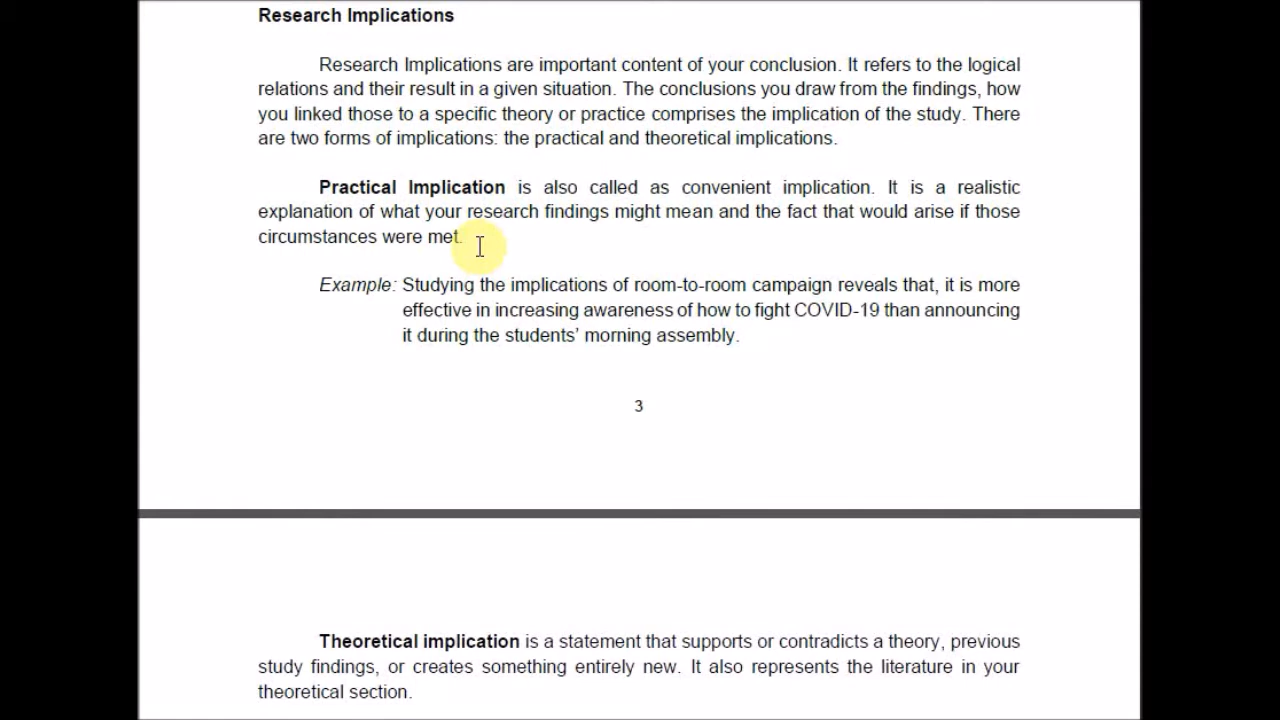 Research Implications
Research Implications are important content of your conclusion. It refers to the logical
relations and their result in a given situation. The conclusions you draw from the findings, how
you linked those to a specific theory or practice comprises the implication of the study. There
are two forms of implications: the practical and theoretical implications.
Practical Implication is also called as convenient implication. It is a realistic
explanation of what your research findings might mean and the fact that would arise if those
circumstances were met.
Example: Studying the implications of room-to-room campaign reveals that, it is more
effective in increasing awareness of how to fight COVID-19 than announcing
it during the students’ morning assembly.
3
Theoretical implication is a statement that supports or contradicts a theory, previous
study findings, or creates something entirely new. It also represents the literature in your
theoretical section.